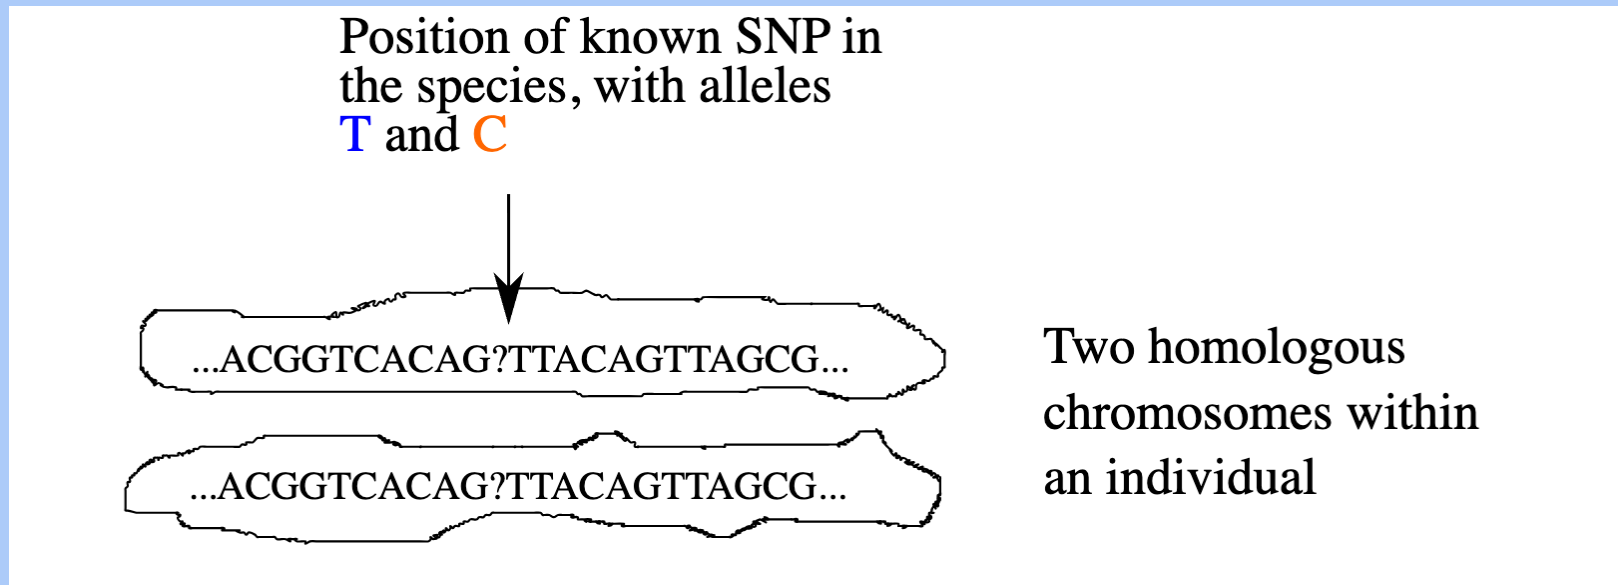 Position of known SNP in
the species, with alleles
T and C
...ACGGTCACAG?TTACAGTTAGCG...
...ACGGTCACAG?TTACAGTTAGCG...
Two homologous
chromosomes within
an individual